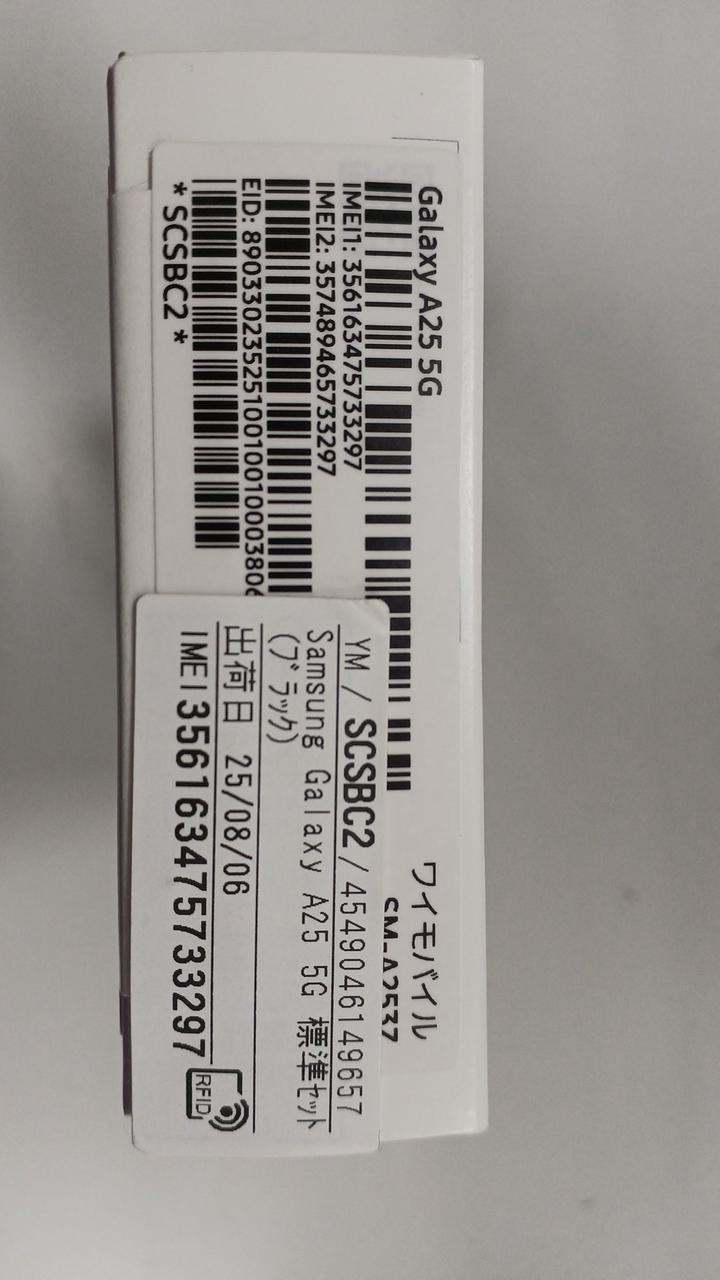 Galaxy A25 5G
ワイモバイル
IMEI1: 356163475733297
IMEI2: 357489465733297
EID: 8903302352510010010003806
* SCSBC2 *
YM / SCSBC2 / 4549046149657
Samsung Galaxy A25 5G 標準ｾｯﾄ
(ﾌﾞﾗｯｸ)
出荷日 25/08/06
IMEI 356163475733297
RFID